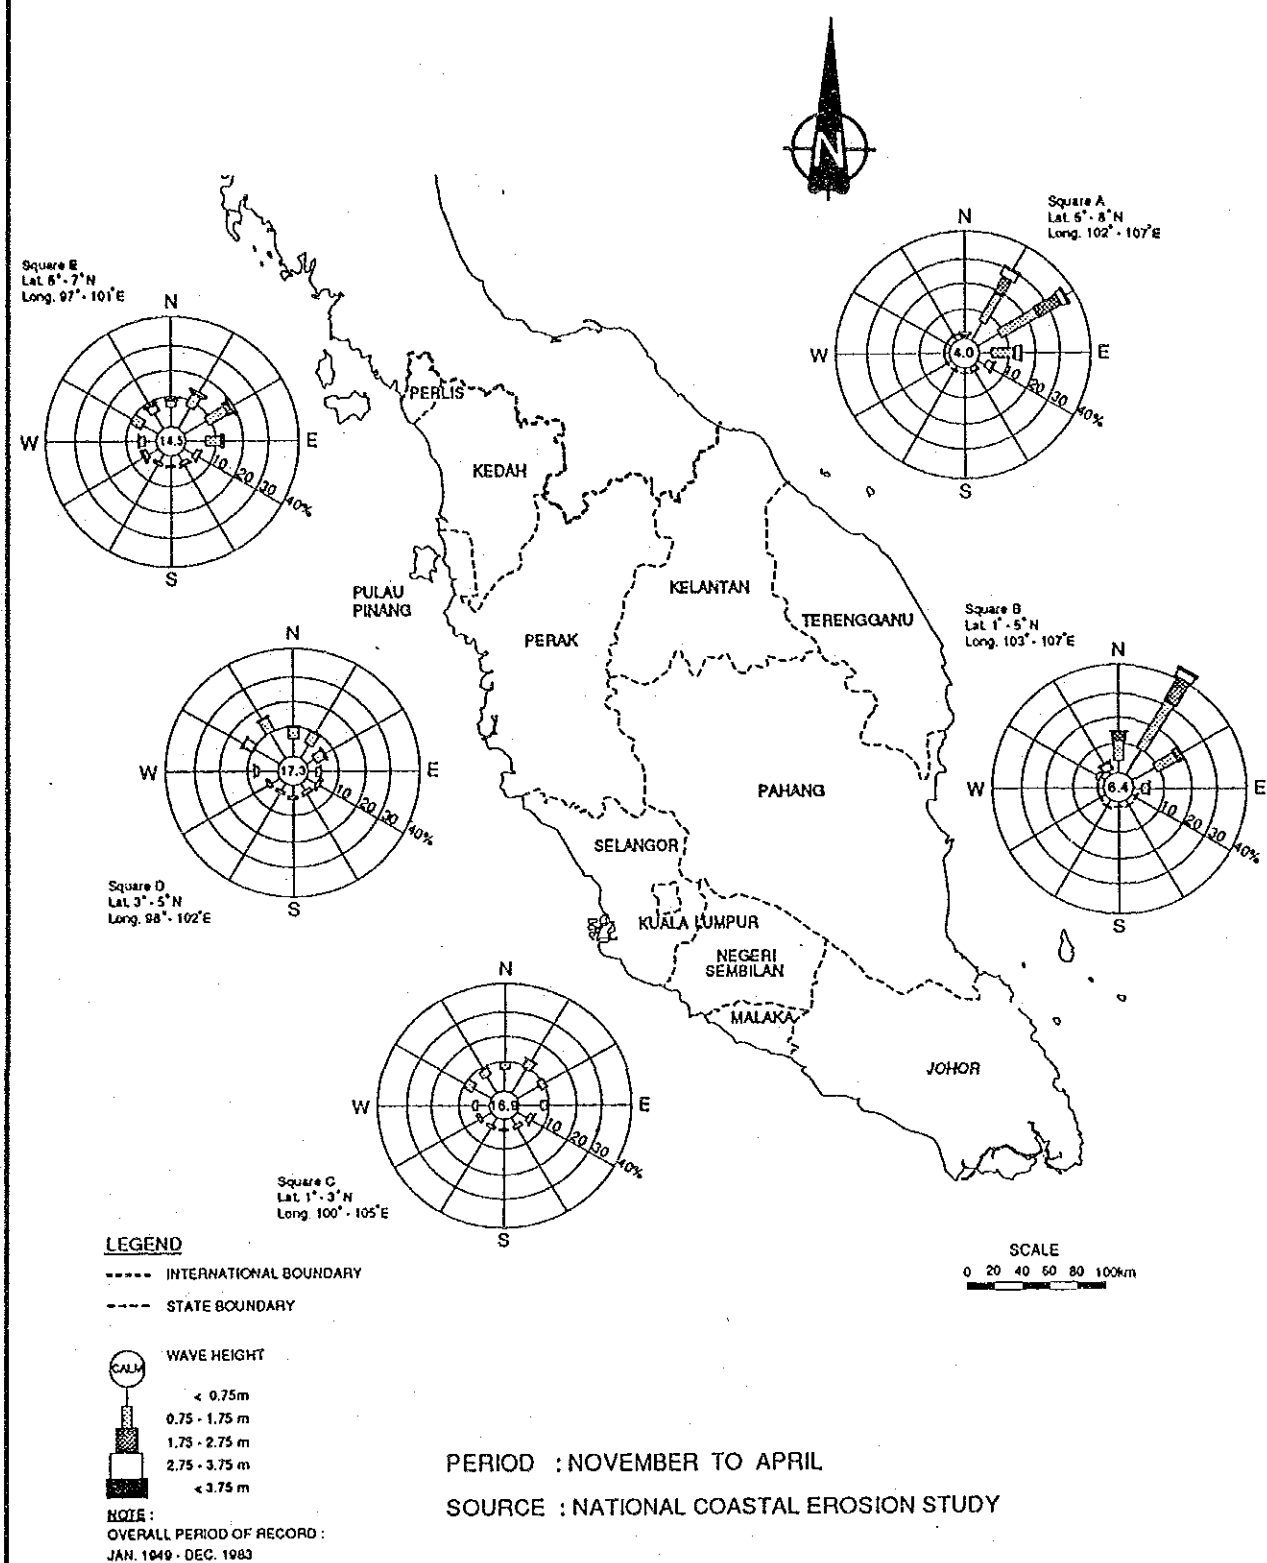 N
Square A
Lat. 5° - 8° N
Long. 102° - 107° E
N
W
E
S
4.0
10
20
30
40%
Square E
Lat. 5° - 7° N
Long. 97° - 101° E
N
W
E
S
14.5
10
20
30
40%
PERLIS
KEDAH
PULAU
PINANG
PERAK
KELANTAN
TERENGGANU
Square B
Lat. 1° - 5° N
Long. 103° - 107° E
N
W
E
S
6.4
10
20
30
40%
N
W
E
S
17.3
10
20
30
40%
Square D
Lat. 3° - 5° N
Long. 98° - 102° E
PAHANG
SELANGOR
KUALA LUMPUR
NEGERI
SEMBILAN
MALAKA
JOHOR
N
W
E
S
16.9
10
20
30
40%
Square C
Lat. 1° - 3° N
Long. 100° - 105° E
LEGEND
INTERNATIONAL BOUNDARY
STATE BOUNDARY
CALM
WAVE HEIGHT
< 0.75m
0.75 - 1.75 m
1.75 - 2.75 m
2.75 - 3.75 m
< 3.75 m
NOTE :
OVERALL PERIOD OF RECORD :
JAN. 1949 - DEC. 1983
SCALE
0 20 40 60 80 100km
PERIOD : NOVEMBER TO APRIL
SOURCE : NATIONAL COASTAL EROSION STUDY